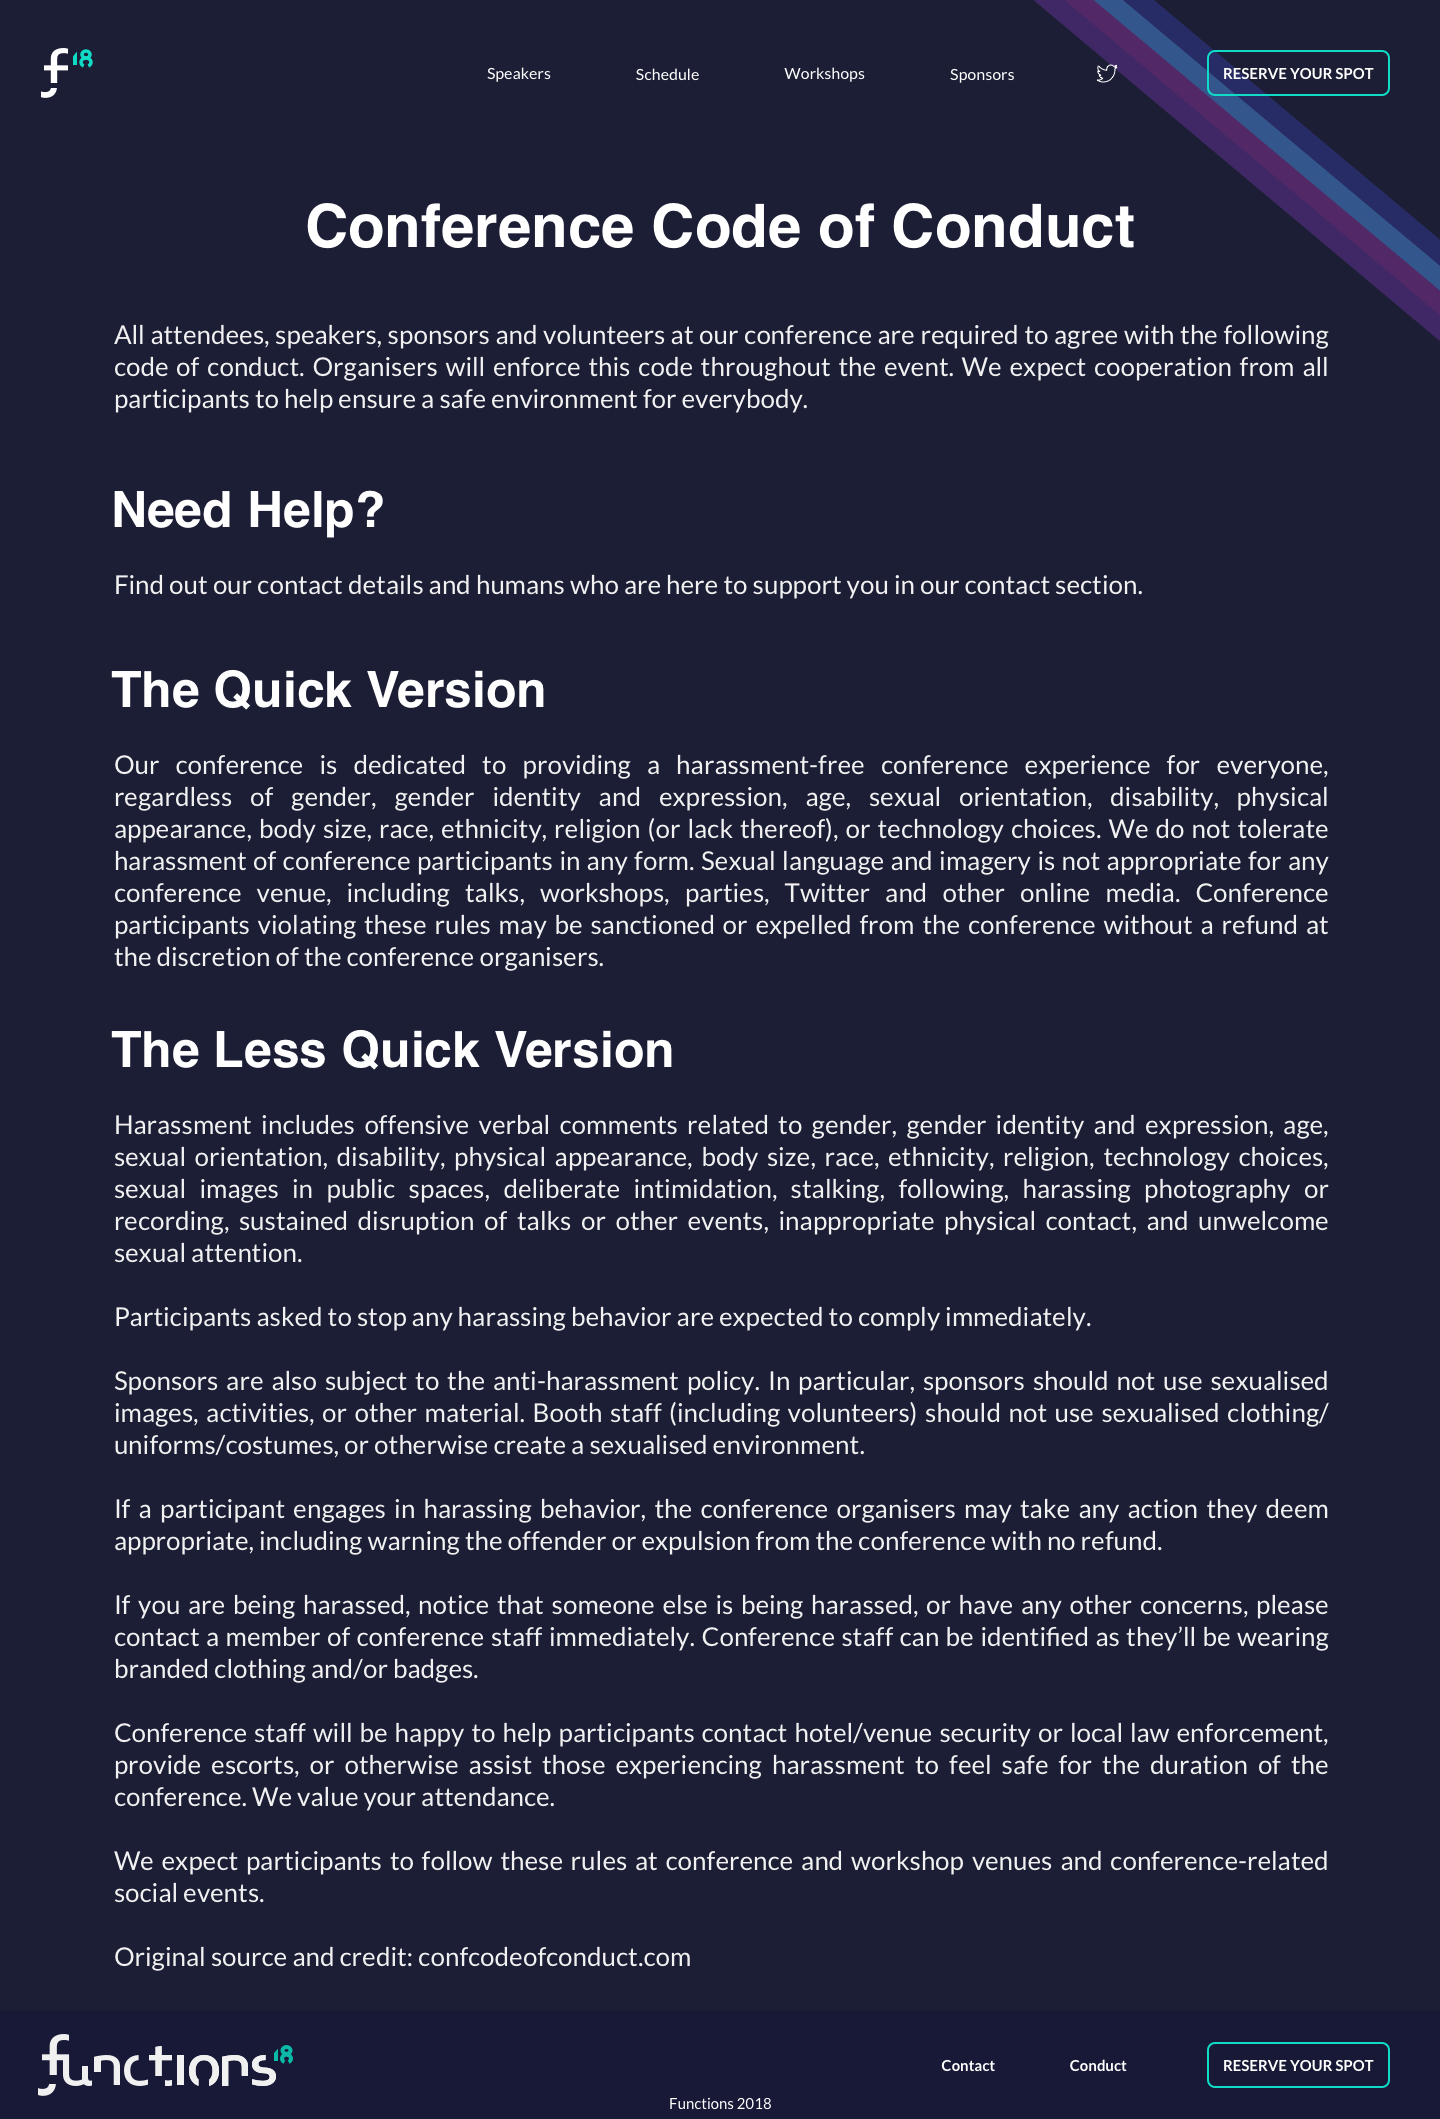 f18
Speakers
Schedule
Workshops
Sponsors
RESERVE YOUR SPOT
Conference Code of Conduct
All attendees, speakers, sponsors and volunteers at our conference are required to agree with the following
code of conduct. Organisers will enforce this code throughout the event. We expect cooperation from all
participants to help ensure a safe environment for everybody.
Need Help?
Find out our contact details and humans who are here to support you in our contact section.
The Quick Version
Our conference is dedicated to providing a harassment-free conference experience for everyone,
regardless of gender, gender identity and expression, age, sexual orientation, disability, physical
appearance, body size, race, ethnicity, religion (or lack thereof), or technology choices. We do not tolerate
harassment of conference participants in any form. Sexual language and imagery is not appropriate for any
conference venue, including talks, workshops, parties, Twitter and other online media. Conference
participants violating these rules may be sanctioned or expelled from the conference without a refund at
the discretion of the conference organisers.
The Less Quick Version
Harassment includes offensive verbal comments related to gender, gender identity and expression, age,
sexual orientation, disability, physical appearance, body size, race, ethnicity, religion, technology choices,
sexual images in public spaces, deliberate intimidation, stalking, following, harassing photography or
recording, sustained disruption of talks or other events, inappropriate physical contact, and unwelcome
sexual attention.
Participants asked to stop any harassing behavior are expected to comply immediately.
Sponsors are also subject to the anti-harassment policy. In particular, sponsors should not use sexualised
images, activities, or other material. Booth staff (including volunteers) should not use sexualised clothing/
uniforms/costumes, or otherwise create a sexualised environment.
If a participant engages in harassing behavior, the conference organisers may take any action they deem
appropriate, including warning the offender or expulsion from the conference with no refund.
If you are being harassed, notice that someone else is being harassed, or have any other concerns, please
contact a member of conference staff immediately. Conference staff can be identified as they’ll be wearing
branded clothing and/or badges.
Conference staff will be happy to help participants contact hotel/venue security or local law enforcement,
provide escorts, or otherwise assist those experiencing harassment to feel safe for the duration of the
conference. We value your attendance.
We expect participants to follow these rules at conference and workshop venues and conference-related
social events.
Original source and credit: confcodeofconduct.com
functions18
Contact
Conduct
RESERVE YOUR SPOT
Functions 2018